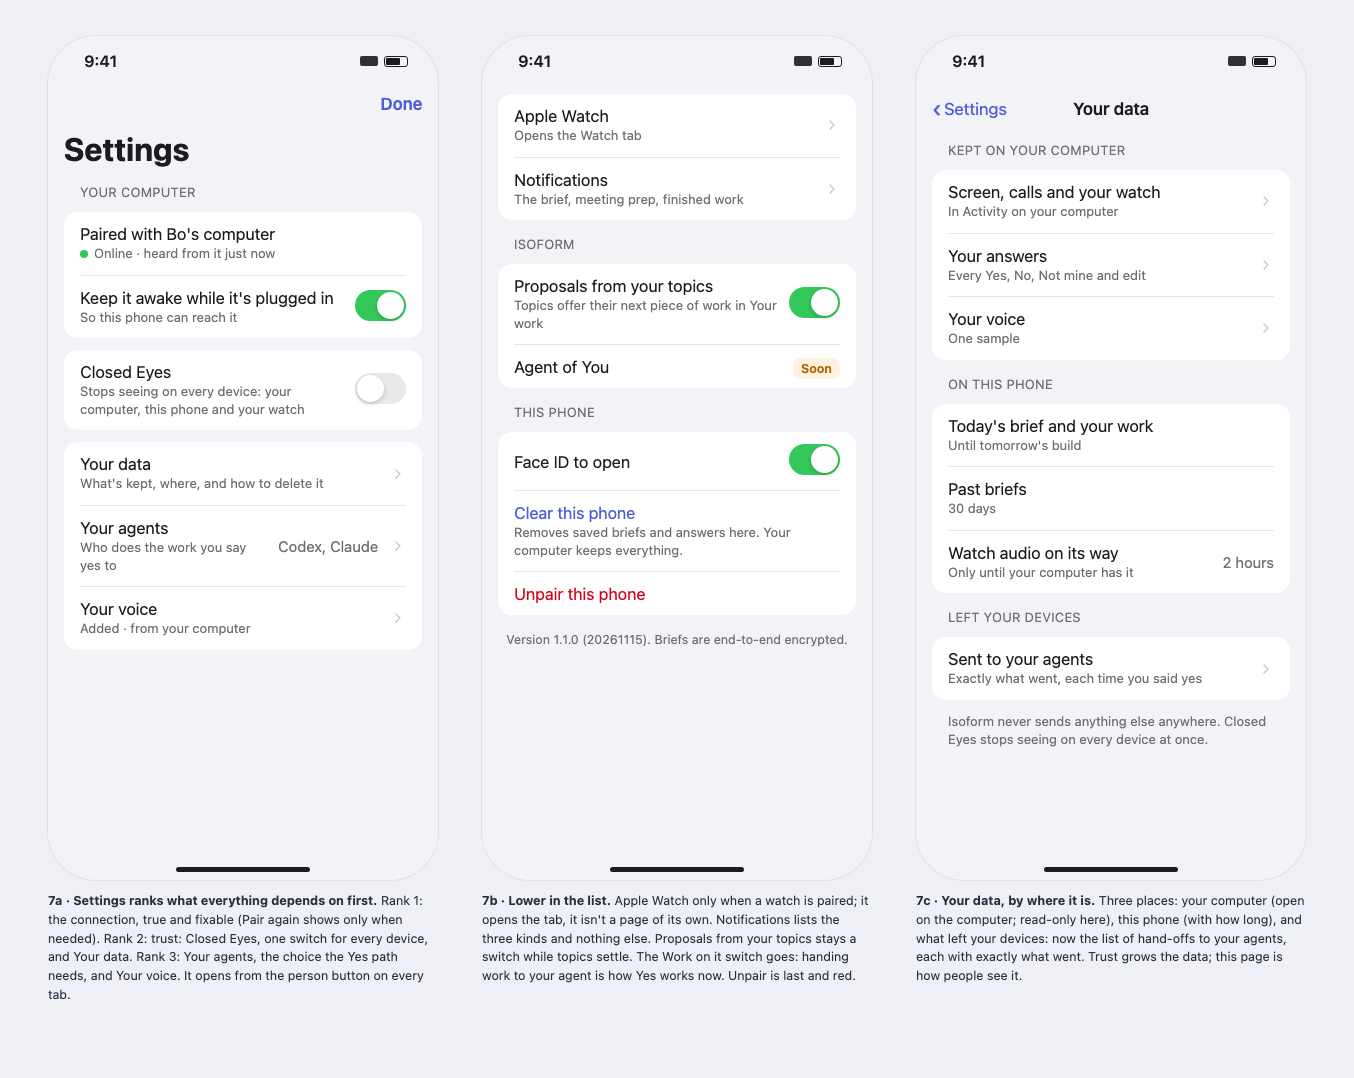 9:41
Done
Settings
YOUR COMPUTER
Paired with Bo's computer
Online · heard from it just now
Keep it awake while it's plugged in
So this phone can reach it
Closed Eyes
Stops seeing on every device: your
computer, this phone and your watch
Your data
What's kept, where, and how to delete it
Your agents
Who does the work you say
yes to
Codex, Claude
Your voice
Added · from your computer
7a · Settings ranks what everything depends on first. Rank 1:
the connection, true and fixable (Pair again shows only when
needed). Rank 2: trust: Closed Eyes, one switch for every device,
and Your data. Rank 3: Your agents, the choice the Yes path
needs, and Your voice. It opens from the person button on every
tab.
9:41
Apple Watch
Opens the Watch tab
Notifications
The brief, meeting prep, finished work
ISOFORM
Proposals from your topics
Topics offer their next piece of work in Your
work
Agent of You
Soon
THIS PHONE
Face ID to open
Clear this phone
Removes saved briefs and answers here. Your
computer keeps everything.
Unpair this phone
Version 1.1.0 (20261115). Briefs are end-to-end encrypted.
7b · Lower in the list. Apple Watch only when a watch is paired; it
opens the tab, it isn't a page of its own. Notifications lists the
three kinds and nothing else. Proposals from your topics stays a
switch while topics settle. The Work on it switch goes: handing
work to your agent is how Yes works now. Unpair is last and red.
9:41
Settings
Your data
KEPT ON YOUR COMPUTER
Screen, calls and your watch
In Activity on your computer
Your answers
Every Yes, No, Not mine and edit
Your voice
One sample
ON THIS PHONE
Today's brief and your work
Until tomorrow's build
Past briefs
30 days
Watch audio on its way
Only until your computer has it
2 hours
LEFT YOUR DEVICES
Sent to your agents
Exactly what went, each time you said yes
Isoform never sends anything else anywhere. Closed
Eyes stops seeing on every device at once.
7c · Your data, by where it is. Three places: your computer (open
on the computer; read-only here), this phone (with how long), and
what left your devices: now the list of hand-offs to your agents,
each with exactly what went. Trust grows the data; this page is
how people see it.